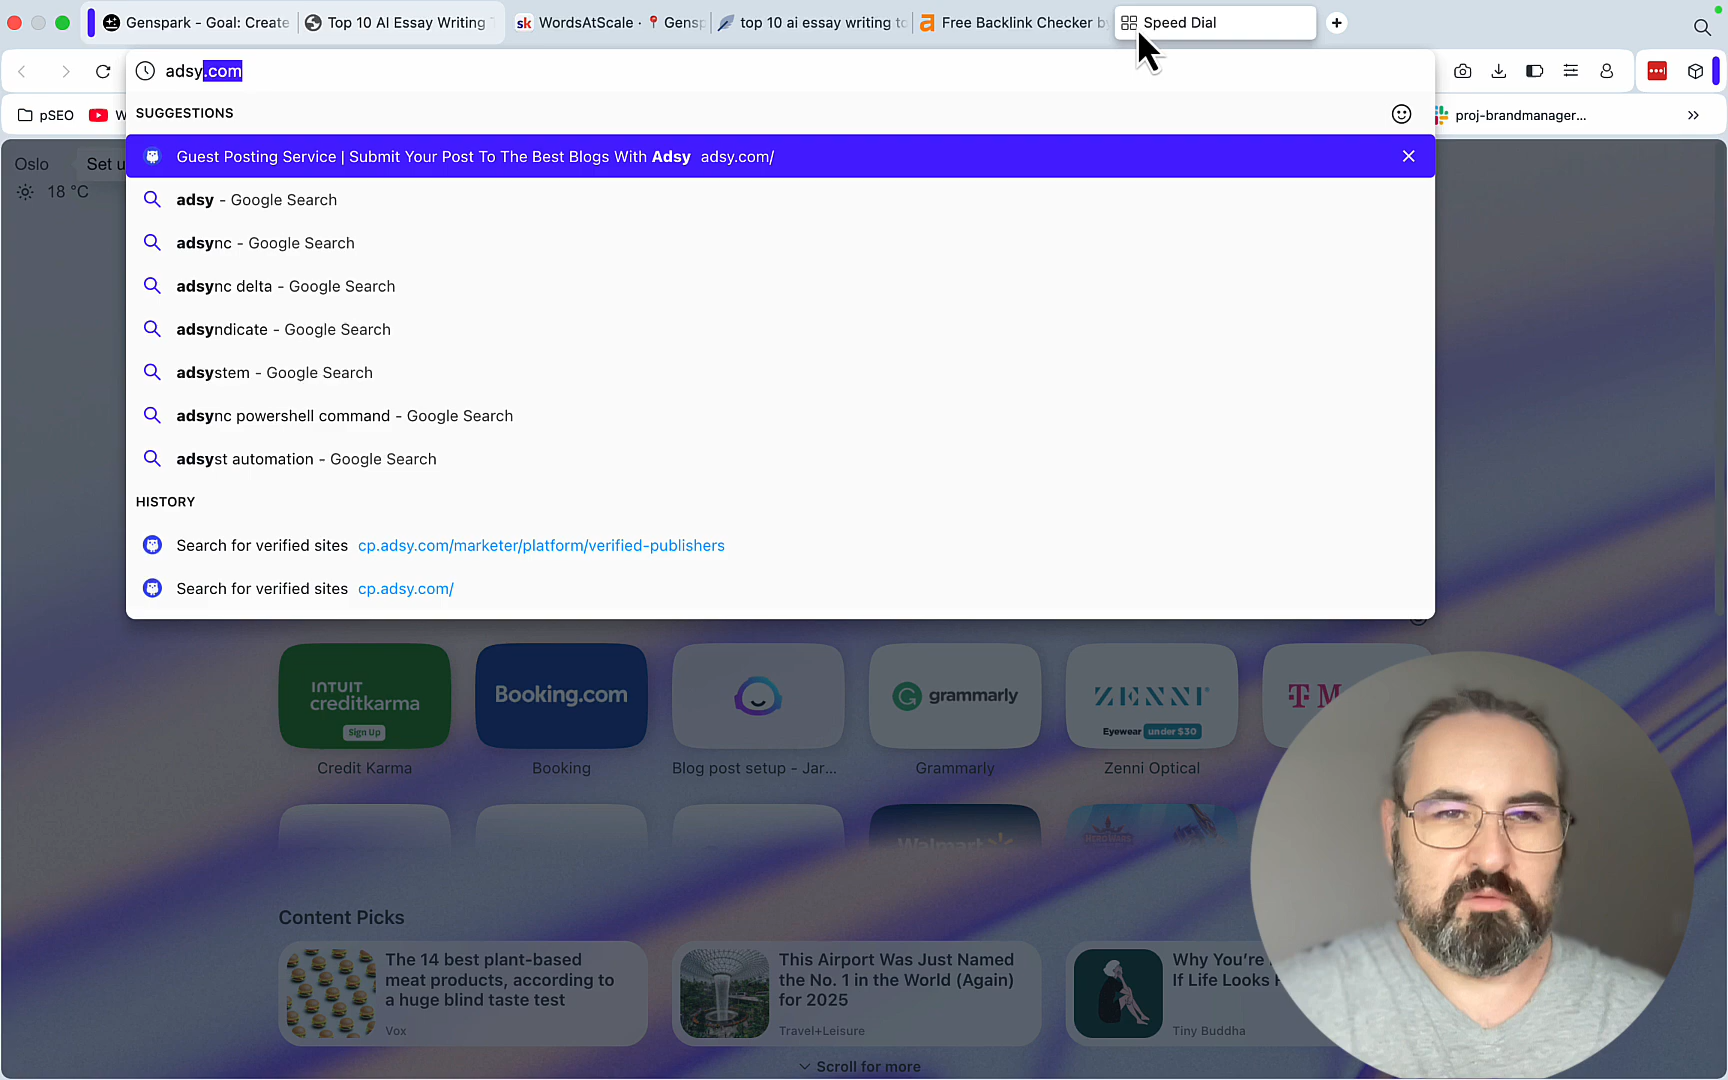 Genspark - Goal: Create
Top 10 AI Essay Writing
sk WordsAtScale · Gensp
top 10 ai essay writing to
Free Backlink Checker by
Speed Dial
adsy.com
pSEO
W
proj-brandmanager...
SUGGESTIONS
Oslo
Set u
18 °C
Guest Posting Service | Submit Your Post To The Best Blogs With Adsy adsy.com/
adsy - Google Search
adsync - Google Search
adsync delta - Google Search
adsyndicate - Google Search
adsystem - Google Search
adsync powershell command - Google Search
adsyst automation - Google Search
HISTORY
Search for verified sites cp.adsy.com/marketer/platform/verified-publishers
Search for verified sites cp.adsy.com/
INTUIT
creditkarma
Sign Up
Booking.com
grammarly
ZENNI
Eyewear under $30
T M
Credit Karma
Booking
Blog post setup - Jar...
Grammarly
Zenni Optical
Walmart
Content Picks
The 14 best plant-based
meat products, according to
a huge blind taste test
Vox
This Airport Was Just Named
the No. 1 in the World (Again)
for 2025
Travel+Leisure
Why You're
If Life Looks
Tiny Buddha
Scroll for more